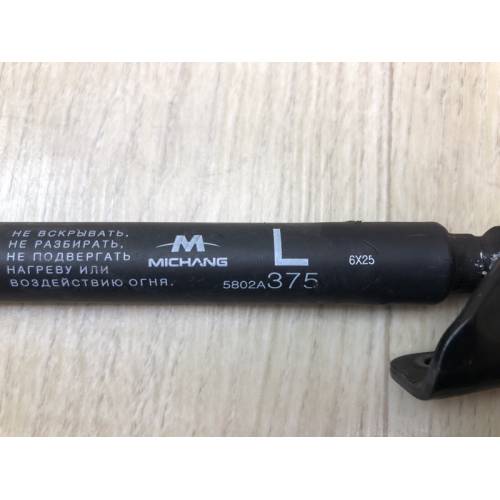 НЕ ВСКРЫВАТЬ,
НЕ РАЗБИРАТЬ,
НЕ ПОДВЕРГАТЬ
НАГРЕВУ ИЛИ
ВОЗДЕЙСТВИЮ ОГНЯ.
MICHANG
L
5802A375
6X25